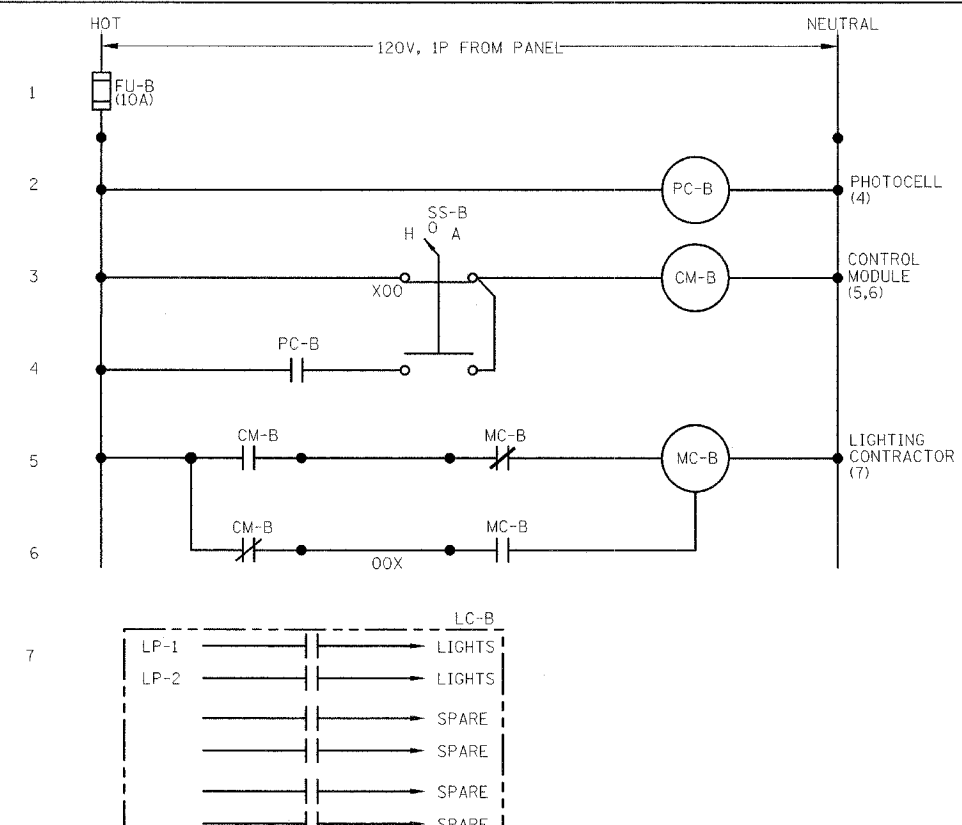 HOT
NEUTRAL
120V, 1P FROM PANEL
1
FU-B
(10A)
2
PC-B
PHOTOCELL
(4)
SS-B
H O A
3
X00
CM-B
CONTROL
MODULE
(5,6)
PC-B
4
CM-B
MC-B
5
MC-B
LIGHTING
CONTRACTOR
(7)
CM-B
MC-B
6
00X
LC-B
7
LP-1
LIGHTS
LP-2
LIGHTS
SPARE
SPARE
SPARE
SPARE